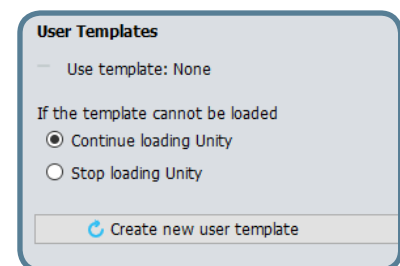 User Templates
Use template: None
If the template cannot be loaded
Continue loading Unity
Stop loading Unity
Create new user template